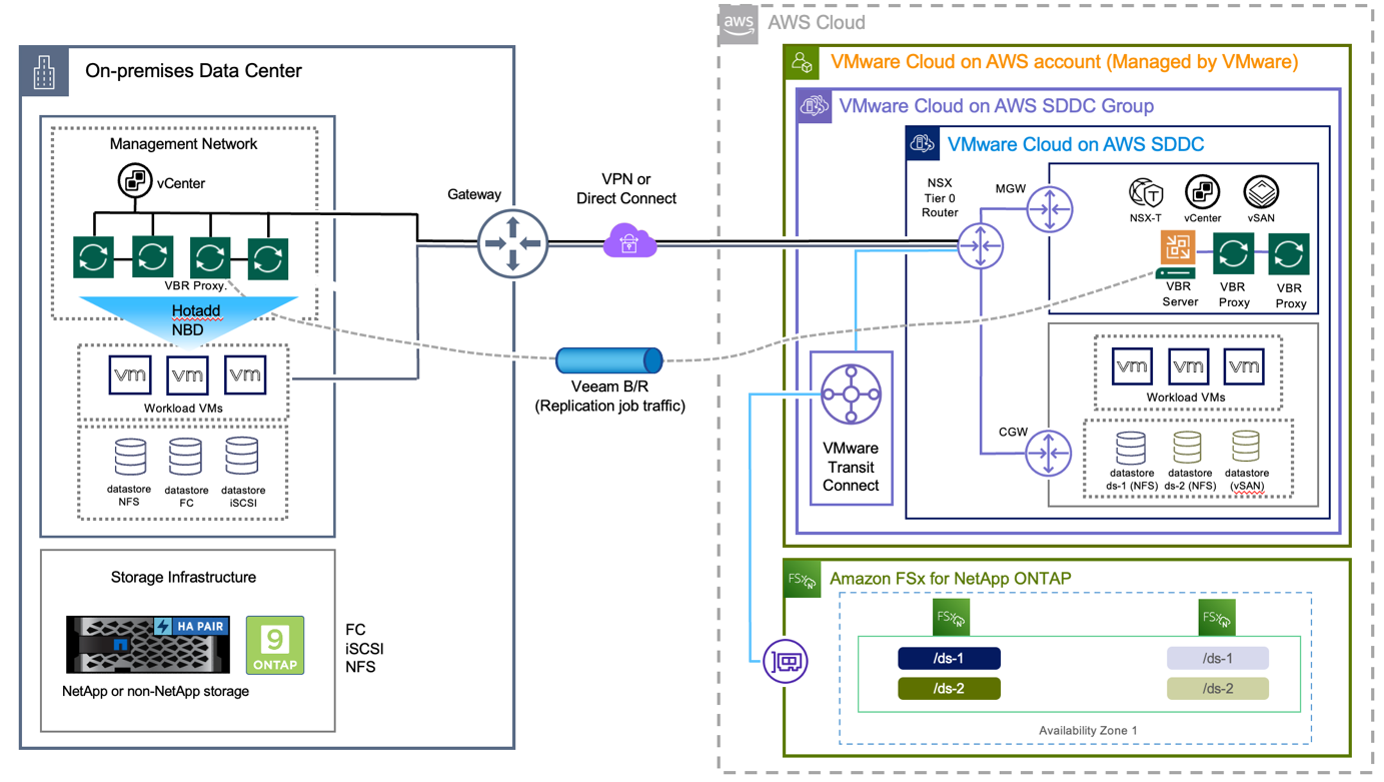 aws
AWS Cloud
On-premises Data Center
Management Network
vCenter
VBR Proxy.
Hotadd
NBD
vm
vm
vm
Workload VMs
datastore
NFS
datastore
FC
datastore
iSCSI
Storage Infrastructure
HA PAIR
9
ONTAP
FC
iSCSI
NFS
NetApp or non-NetApp storage
Gateway
VPN or
Direct Connect
Veeam B/R
(Replication job traffic)
VMware Cloud on AWS account (Managed by VMware)
VMware Cloud on AWS SDDC Group
VMware Cloud on AWS SDDC
NSX
Tier 0
Router
MGW
T
NSX-T
vCenter
vSAN
VBR
Server
VBR
Proxy
VBR
Proxy
VMware
Transit
Connect
CGW
vm
vm
vm
Workload VMs
datastore
ds-1 (NFS)
datastore
ds-2 (NFS)
datastore
(vSAN)
FSx
Amazon FSx for NetApp ONTAP
FSx
FSx
/ds-1
/ds-2
/ds-1
/ds-2
Availability Zone 1